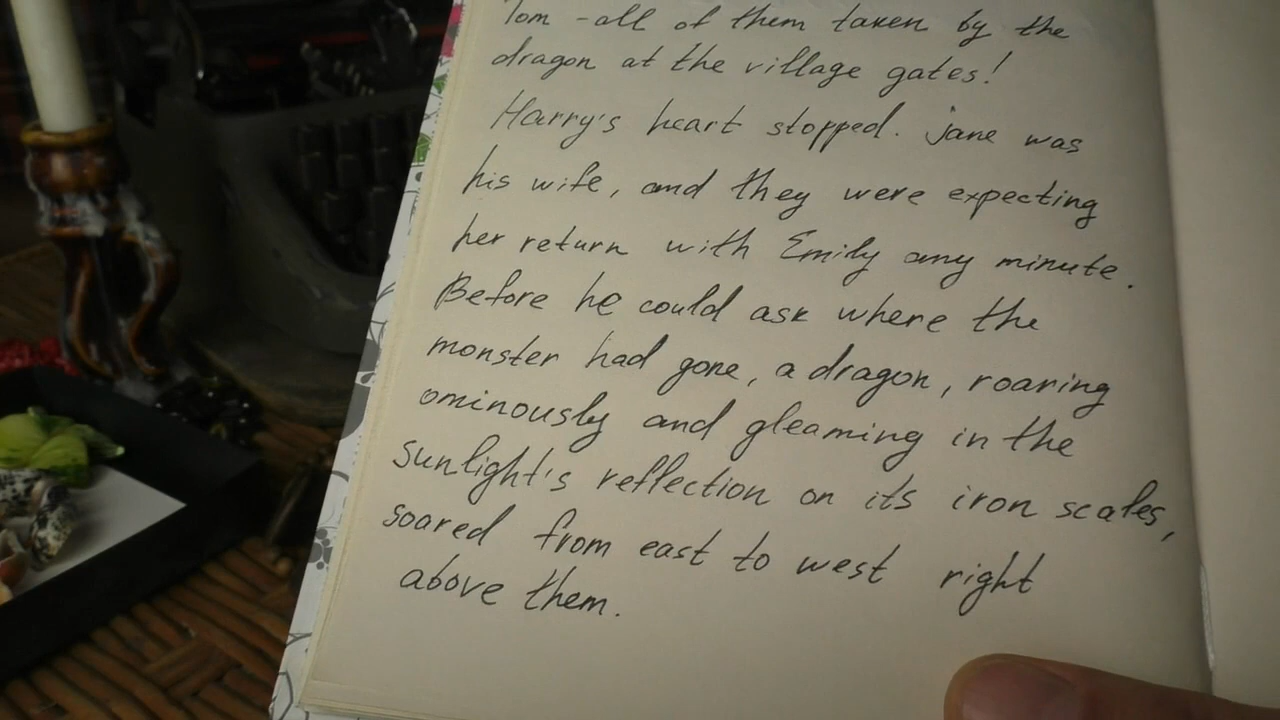 Tom - all of them taken by the
dragon at the village gates!
Harry's heart stopped. Jane was
his wife, and they were expecting
her return with Emily any minute.
Before he could ask where the
monster had gone, a dragon, roaring
ominously and gleaming in the
sunlight's reflection on its iron scales,
soared from east to west right
above them.